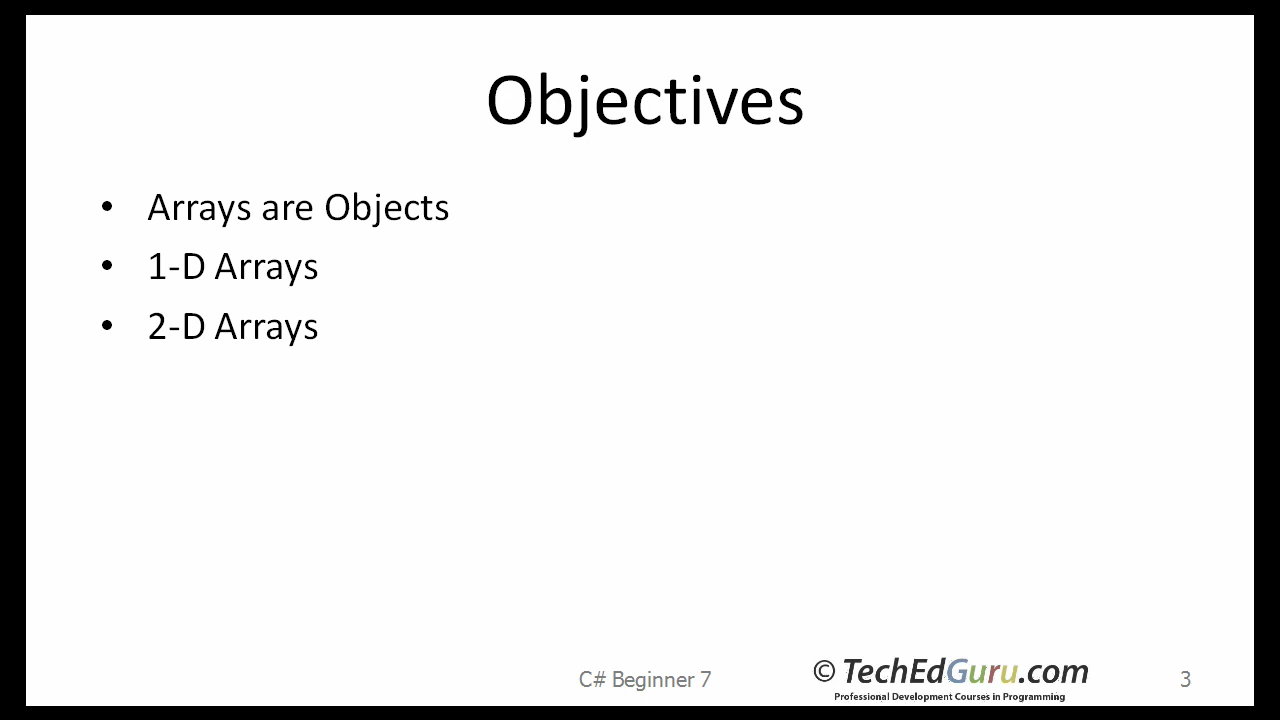 Objectives
• Arrays are Objects
• 1-D Arrays
• 2-D Arrays
C# Beginner 7
© TechEdGuru.com
Professional Development Courses in Programming
3